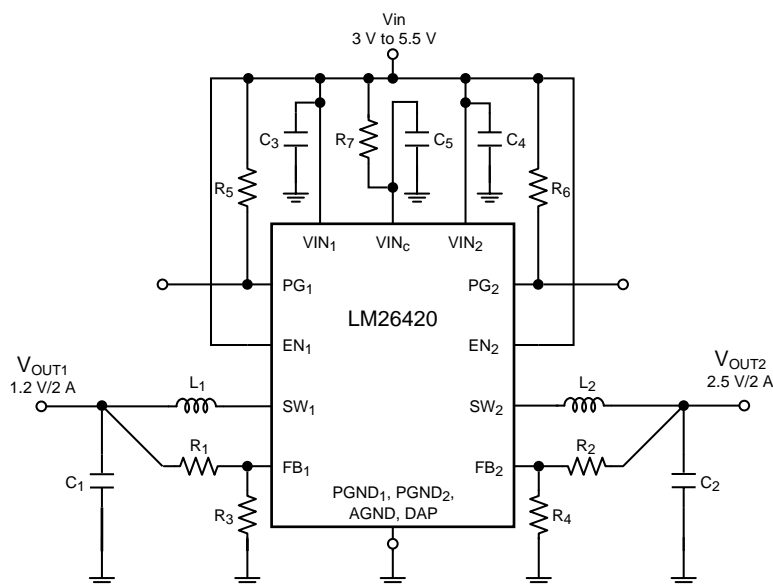 Vin
3 V to 5.5 V
C3
R7
C5
C4
R5
R6
VIN1
VINc
VIN2
PG1
PG2
LM26420
EN1
EN2
VOUT1
1.2 V/2 A
L1
L2
VOUT2
2.5 V/2 A
SW1
SW2
R1
R2
FB1
FB2
C1
C2
R3
R4
PGND1, PGND2,
AGND, DAP